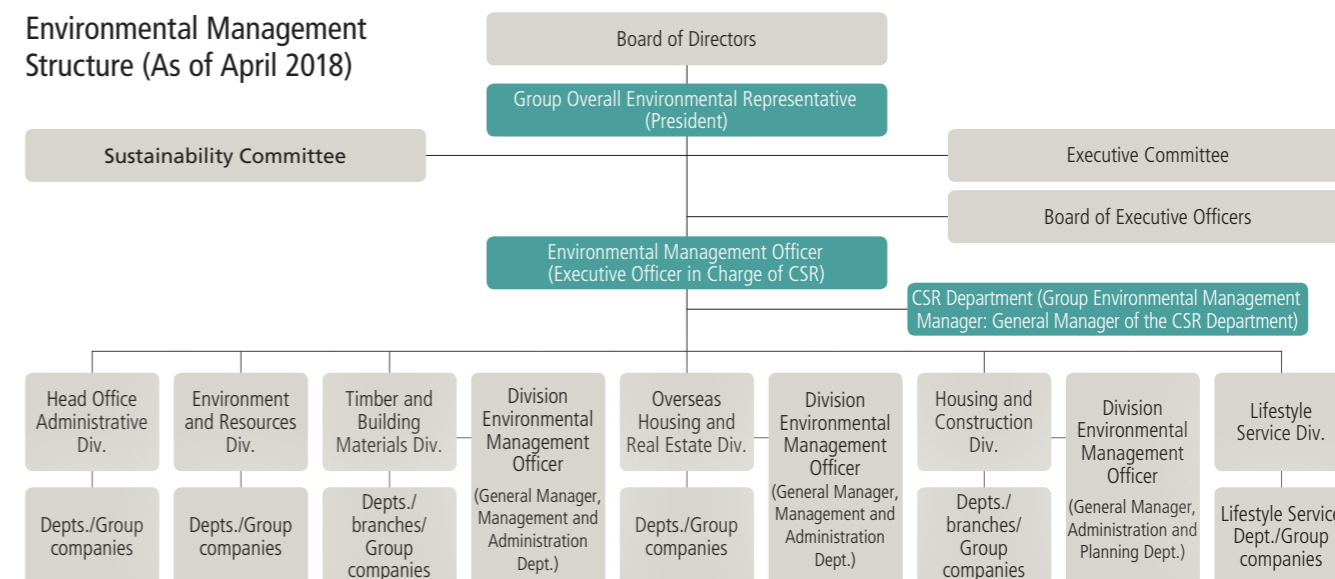 Environmental Management
Structure (As of April 2018)
Board of Directors
Group Overall Environmental Representative
(President)
Sustainability Committee
Executive Committee
Board of Executive Officers
Environmental Management Officer
(Executive Officer in Charge of CSR)
CSR Department (Group Environmental Management
Manager: General Manager of the CSR Department)
Head Office
Administrative
Div.
Environment
and Resources
Div.
Timber and
Building
Materials Div.
Division
Environmental
Management
Officer
(General Manager,
Management and
Administration
Dept.)
Overseas
Housing and
Real Estate Div.
Division
Environmental
Management
Officer
(General Manager,
Management and
Administration
Dept.)
Housing and
Construction
Div.
Division
Environmental
Management
Officer
(General Manager,
Administration and
Planning Dept.)
Lifestyle
Service Div.
Depts./Group
companies
Depts./Group
companies
Depts./
branches/
Group
companies
Depts./Group
companies
Depts./
branches/
Group
companies
Lifestyle Service
Dept./Group
companies